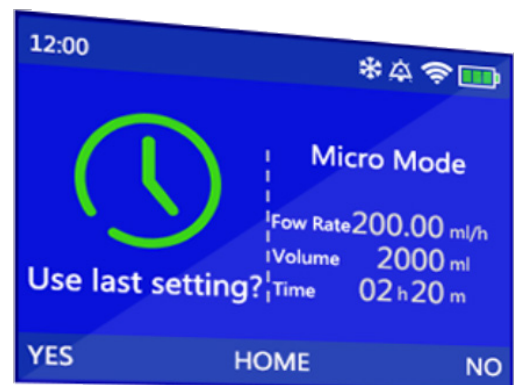 12:00
Micro Mode
Fow Rate 200.00 ml/h
Volume 2000 ml
Time 02 h 20 m
Use last setting?
YES HOME NO